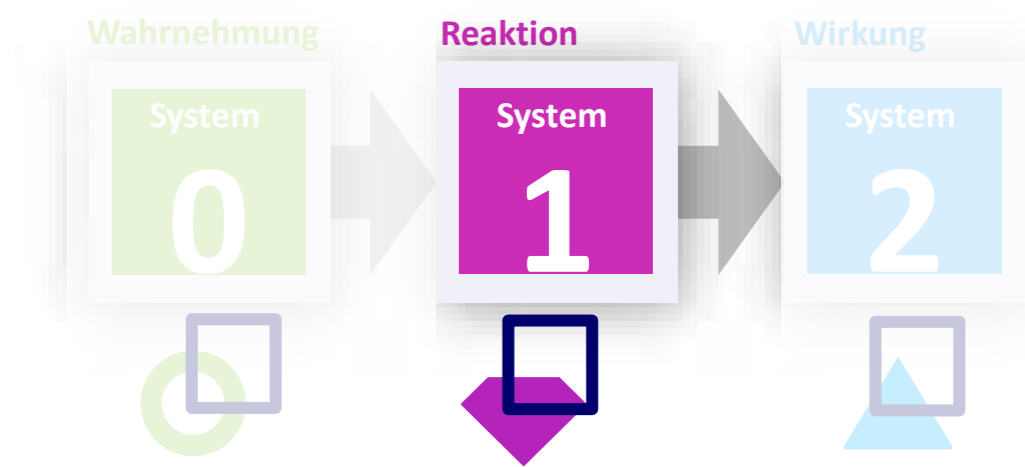 Wahrnehmung
System
0
Reaktion
System
1
Wirkung
System
2